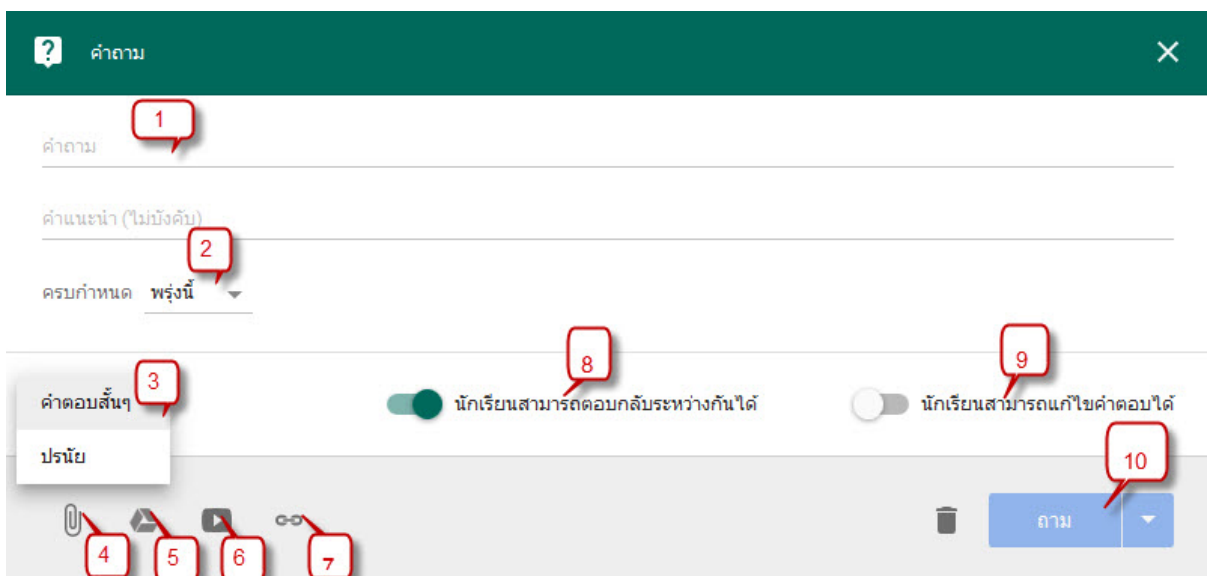 ? คำถาม
1
คำถาม
คำแนะนำ (ไม่บังคับ)
2
ครบกำหนด พรุ่งนี้
8
9
3
คำตอบสั้นๆ
นักเรียนสามารถตอบกลับระหว่างกันได้
นักเรียนสามารถแก้ไขคำตอบได้
ปรนัย
10
ถาม
4
5
6
7